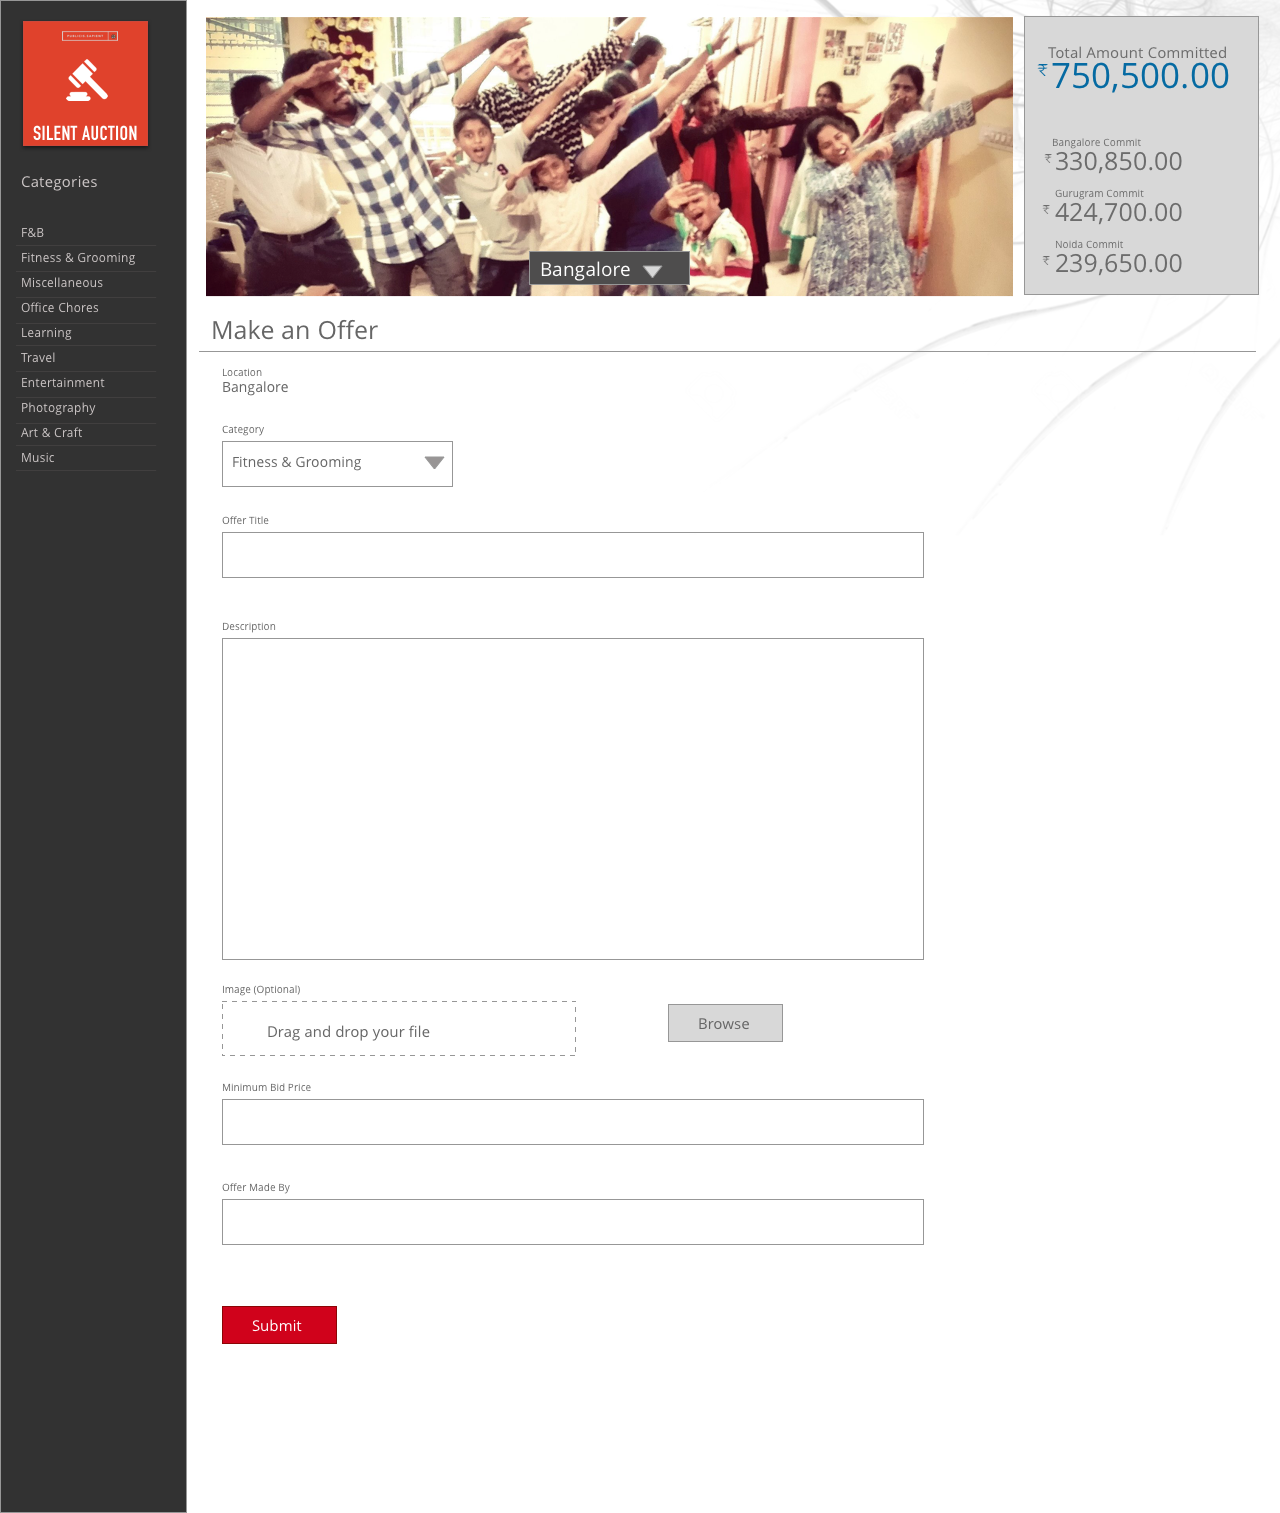 SILENT AUCTION
Categories
F&B
Fitness & Grooming
Miscellaneous
Office Chores
Learning
Travel
Entertainment
Photography
Art & Craft
Music
Bangalore
Total Amount Committed
₹ 750,500.00
Bangalore Commit
₹ 330,850.00
Gurugram Commit
₹ 424,700.00
Noida Commit
₹ 239,650.00
Make an Offer
Location
Bangalore
Category
Fitness & Grooming
Offer Title
Description
Image (Optional)
Drag and drop your file
Browse
Minimum Bid Price
Offer Made By
Submit